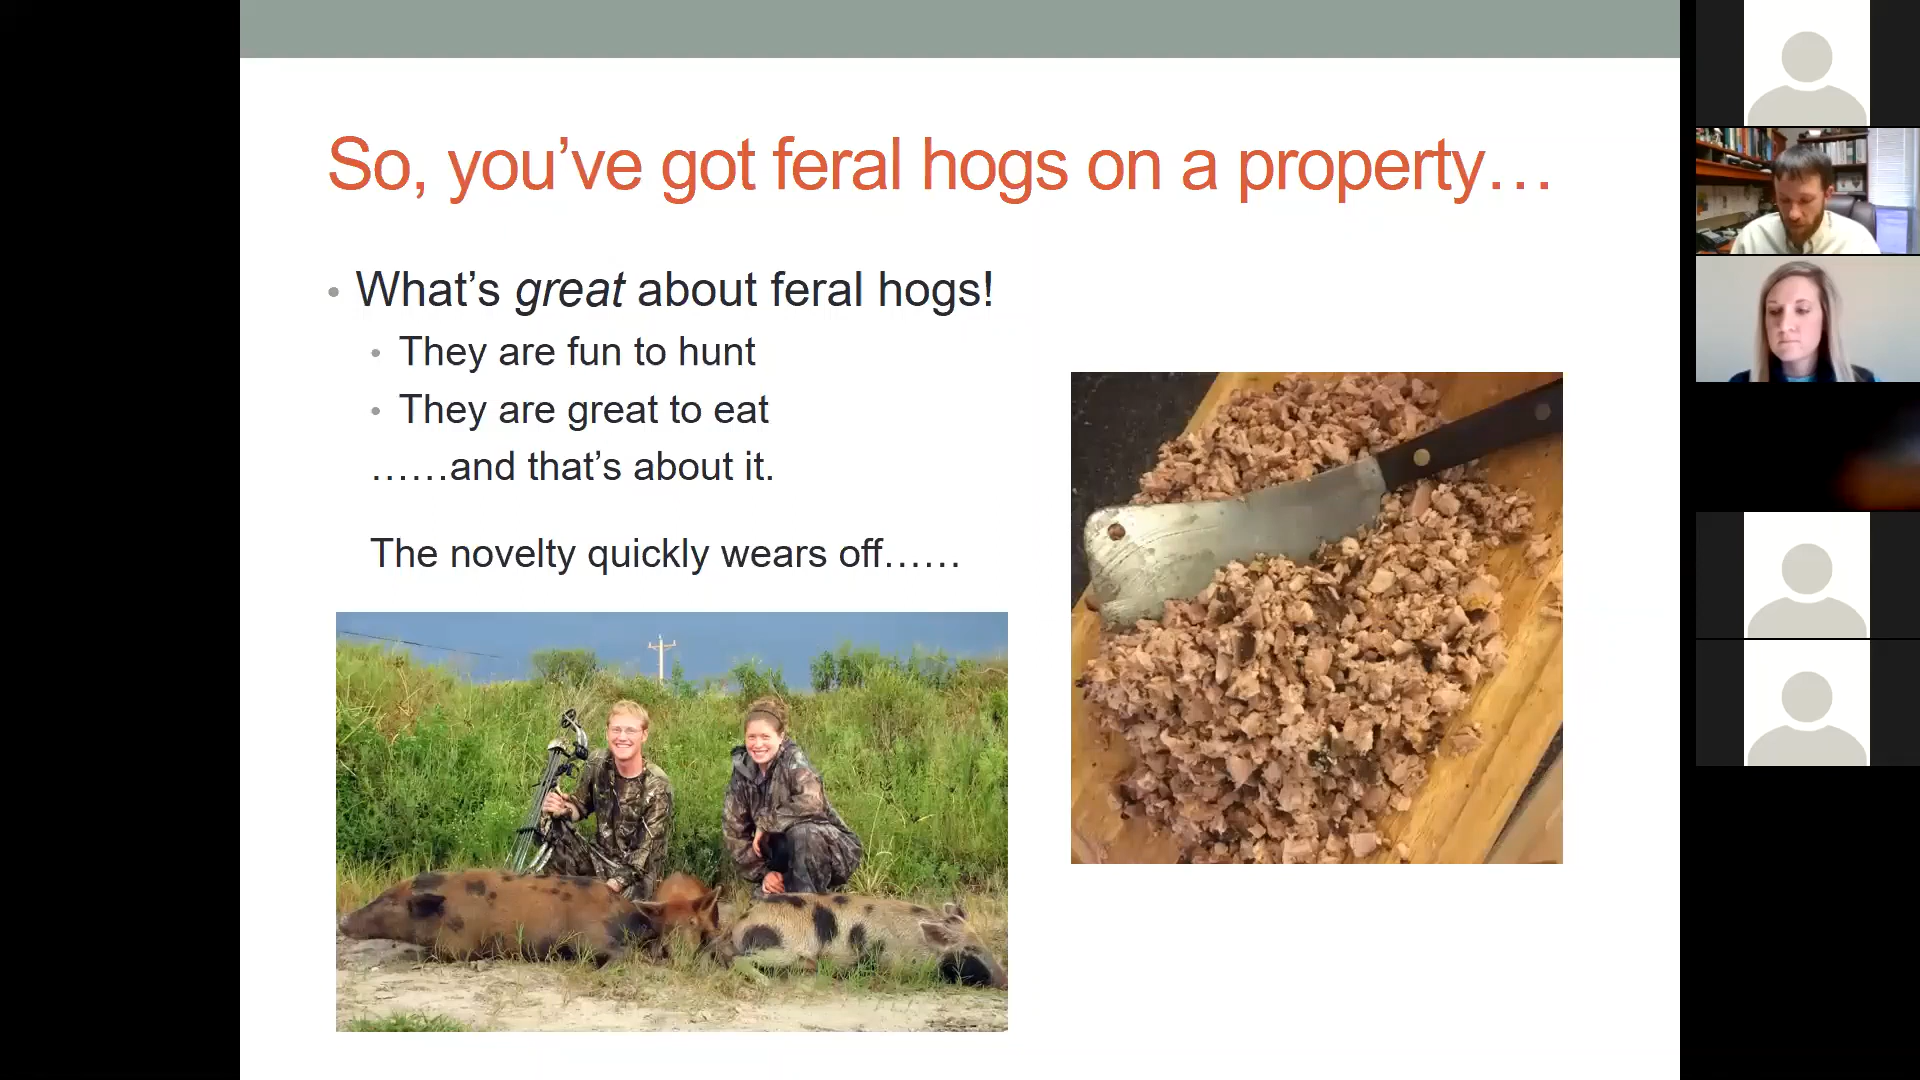 So, you’ve got feral hogs on a property…
• What’s great about feral hogs!
• They are fun to hunt
• They are great to eat
……and that’s about it.
The novelty quickly wears off……